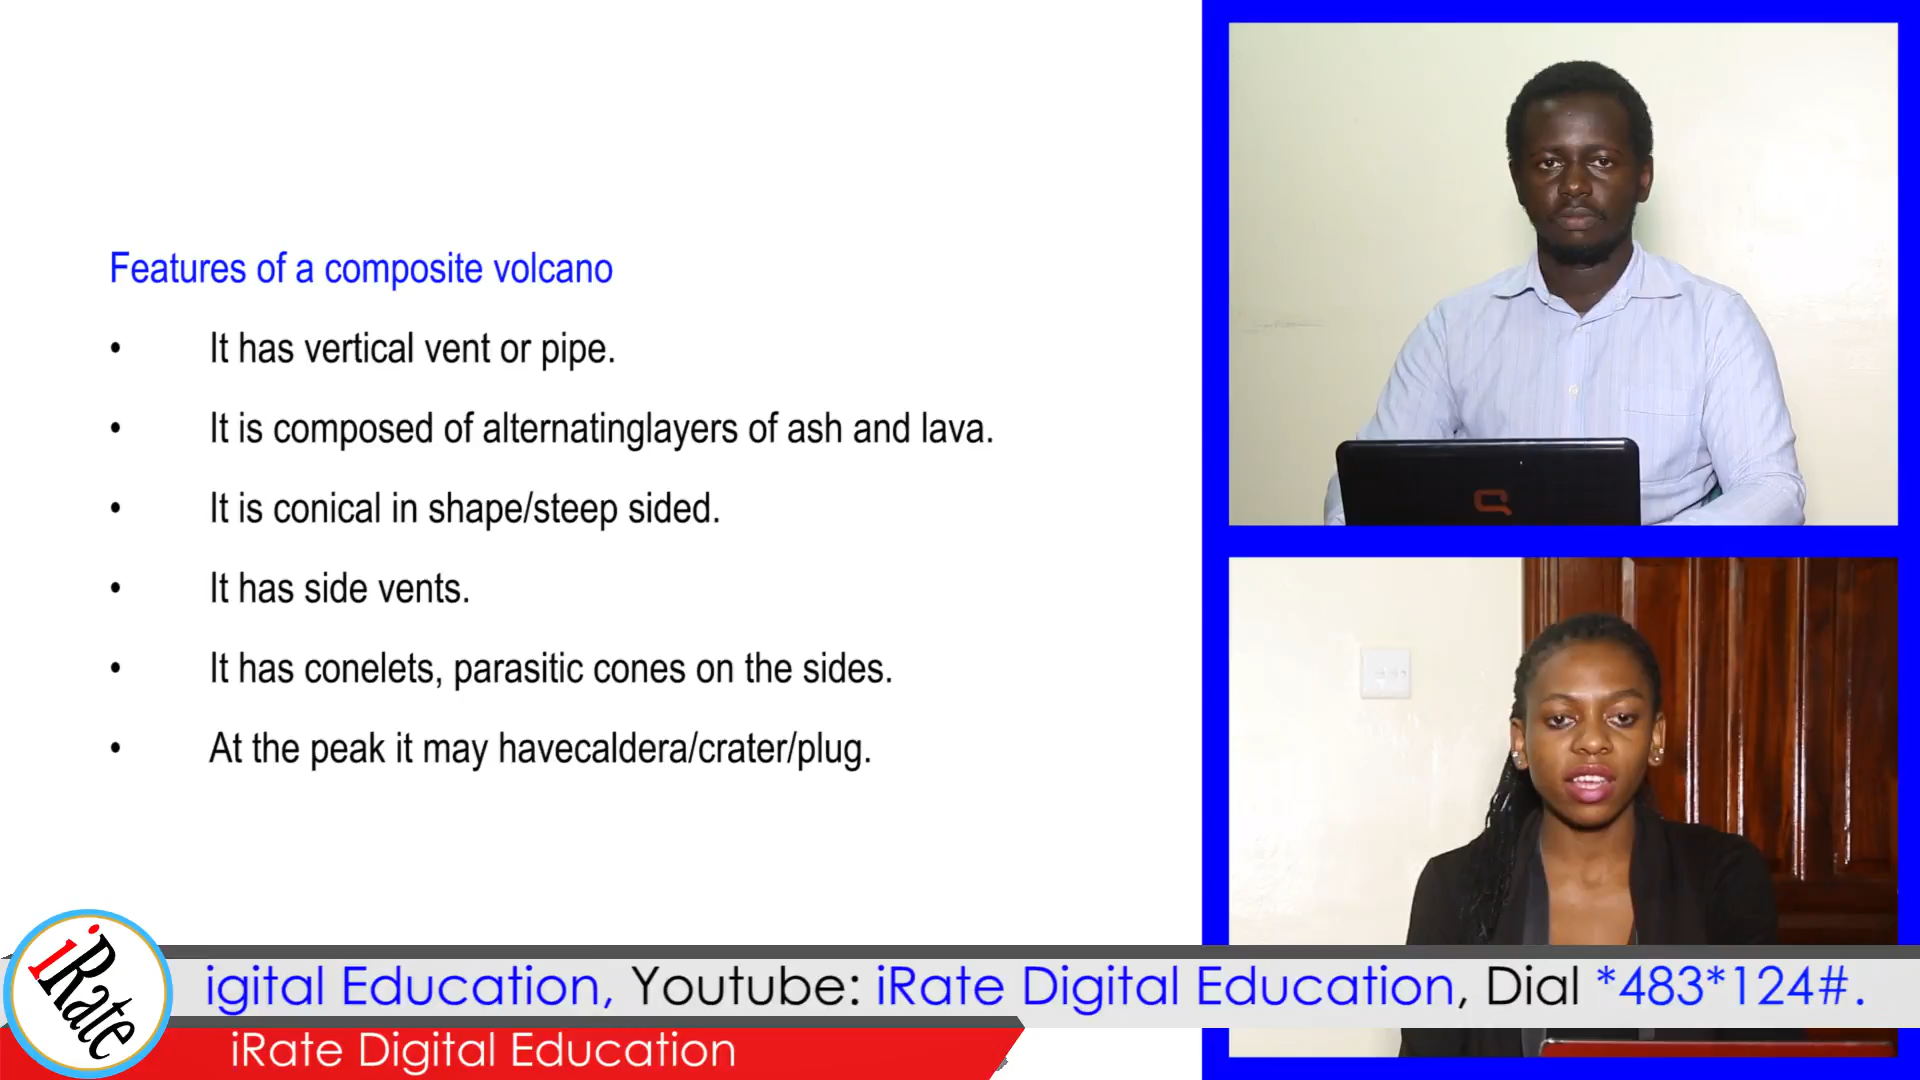 Features of a composite volcano
• It has vertical vent or pipe.
• It is composed of alternatinglayers of ash and lava.
• It is conical in shape/steep sided.
• It has side vents.
• It has conelets, parasitic cones on the sides.
• At the peak it may havecaldera/crater/plug.
iRate
igital Education, Youtube: iRate Digital Education, Dial *483*124#.
iRate Digital Education